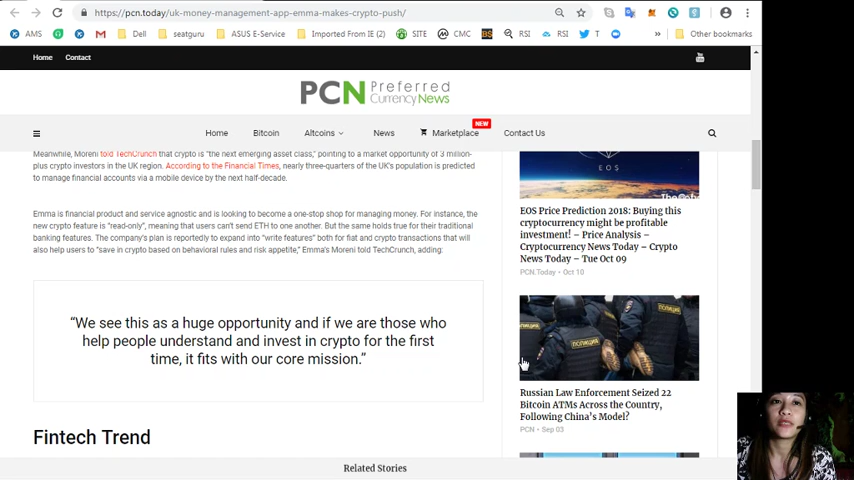 https://pcn.today/uk-money-management-app-emma-makes-crypto-push/
AMS
Dell
seatguru
ASUS E-Service
Imported From IE (2)
SITE
CMC
RSI
RSI
T
»
Other bookmarks
Home
Contact
PCN Preferred
Currency News
NEW
Home
Bitcoin
Altcoins
News
Marketplace
Contact Us
Meanwhile, Moreni told TechCrunch that crypto is “the next emerging asset class,” pointing to a market opportunity of 3 million-
plus crypto investors in the UK region. According to the Financial Times, nearly three-quarters of the UK's population is predicted
to manage financial accounts via a mobile device by the next half-decade.
Emma is financial product and service agnostic and is looking to become a one-stop shop for managing money. For instance, the
new crypto feature is “read-only”, meaning that users can't send ETH to one another. But the same holds true for their traditional
banking features. The company's plan is reportedly to expand into “write features” both for fiat and crypto transactions that will
also help users to “save in crypto based on behavioral rules and risk appetite,” Emma's Moreni told TechCrunch, adding:
“We see this as a huge opportunity and if we are those who
help people understand and invest in crypto for the first
time, it fits with our core mission.”
Fintech Trend
EOS
EOS Price Prediction 2018: Buying this
cryptocurrency might be profitable
investment! – Price Analysis –
Cryptocurrency News Today – Crypto
News Today – Tue Oct 09
PCN.Today • Oct 10
ПОЛИЦИЯ
ПОЛИЦИЯ
Russian Law Enforcement Seized 22
Bitcoin ATMs Across the Country,
Following China's Model?
PCN • Sep 03
Related Stories